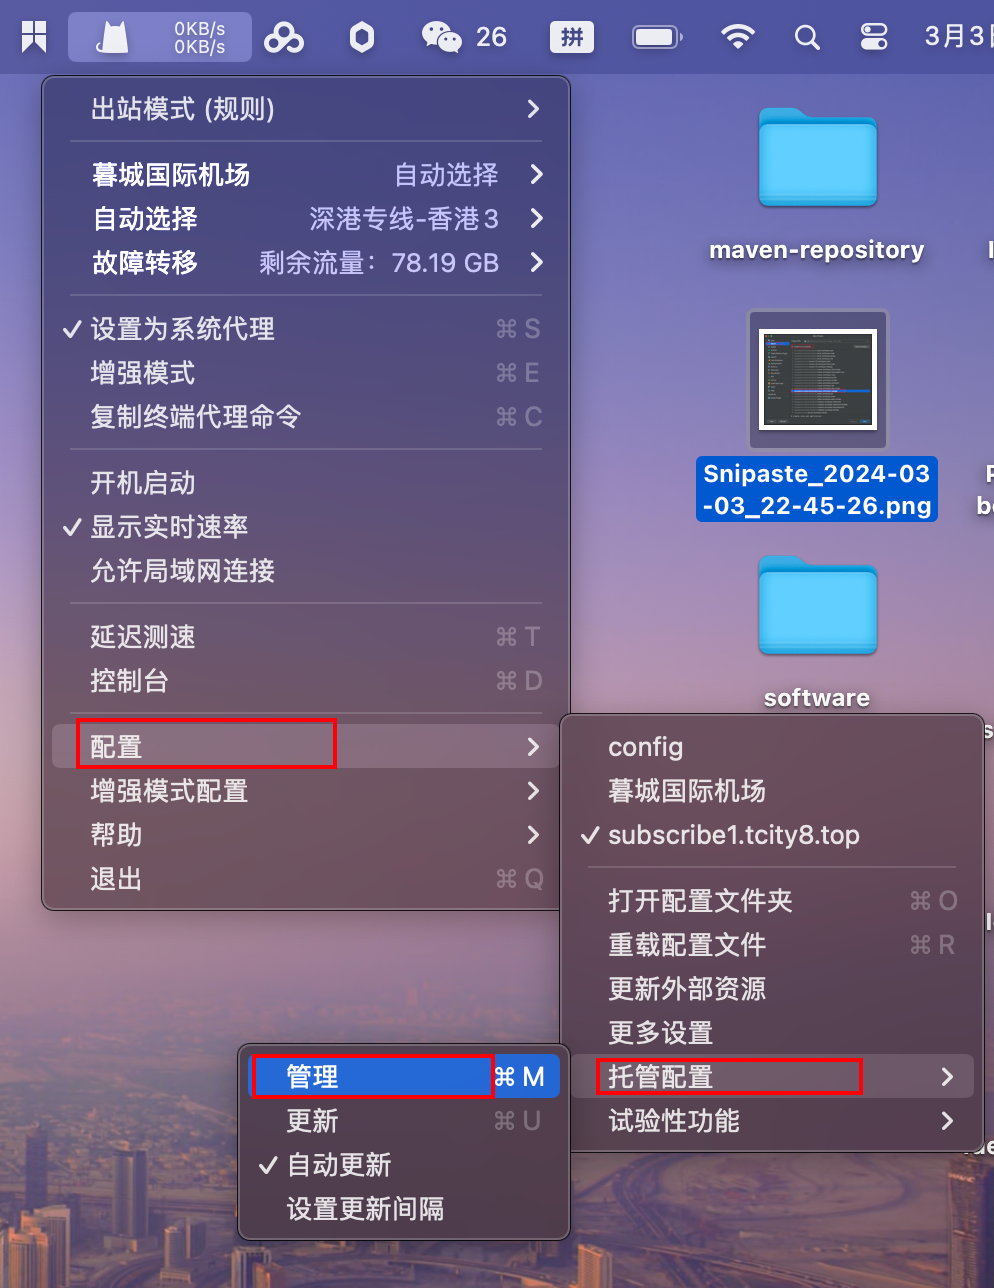 0KB/s
0KB/s
26
拼
3月3日
出站模式 (规则)
暮城国际机场 自动选择
自动选择 深港专线-香港3
故障转移 剩余流量：78.19 GB
✓ 设置为系统代理 ⌘ S
增强模式 ⌘ E
复制终端代理命令 ⌘ C
开机启动
✓ 显示实时速率
允许局域网连接
延迟测速 ⌘ T
控制台 ⌘ D
配置
增强模式配置
帮助
退出 ⌘ Q
maven-repository
Snipaste_2024-03
-03_22-45-26.png
software
config
暮城国际机场
✓ subscribe1.tcity8.top
打开配置文件夹 ⌘ O
重载配置文件 ⌘ R
更新外部资源
更多设置
托管配置
试验性功能
管理 ⌘ M
更新 ⌘ U
✓ 自动更新
设置更新间隔